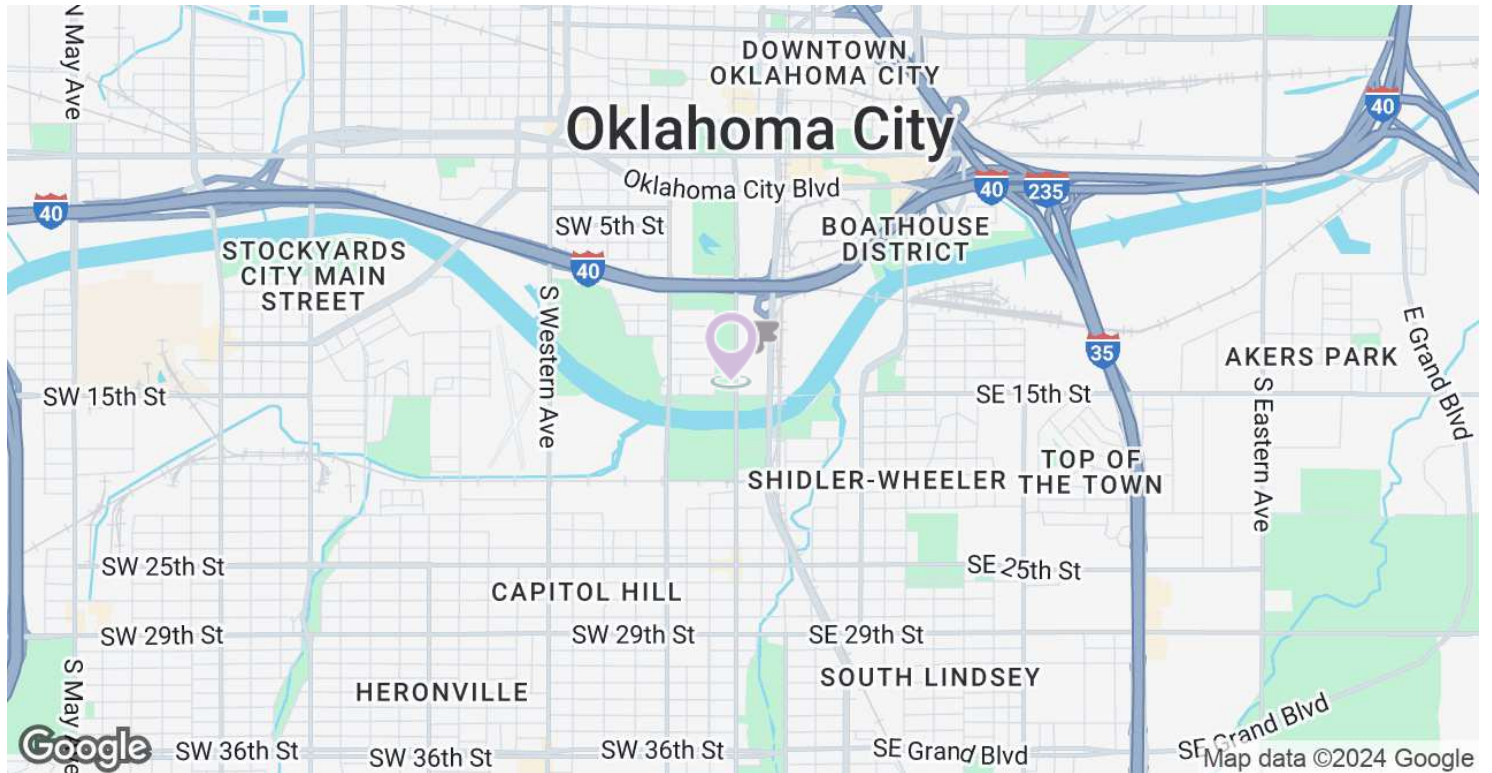 N May Ave
DOWNTOWN
OKLAHOMA CITY
Oklahoma City
40
Oklahoma City Blvd
40
235
40
SW 5th St
BOATHOUSE
DISTRICT
STOCKYARDS
CITY MAIN
STREET
40
S Western Ave
E Grand Blvd
35
AKERS PARK
SW 15th St
SE 15th St
S Eastern Ave
TOP OF
THE TOWN
SHIDLER-WHEELER
SW 25th St
SE 25th St
CAPITOL HILL
SW 29th St
SW 29th St
SE 29th St
S May Ave
HERONVILLE
SOUTH LINDSEY
SW 36th St
SW 36th St
SW 36th St
SE Grand Blvd
SE Grand Blvd
Google
Map data ©2024 Google